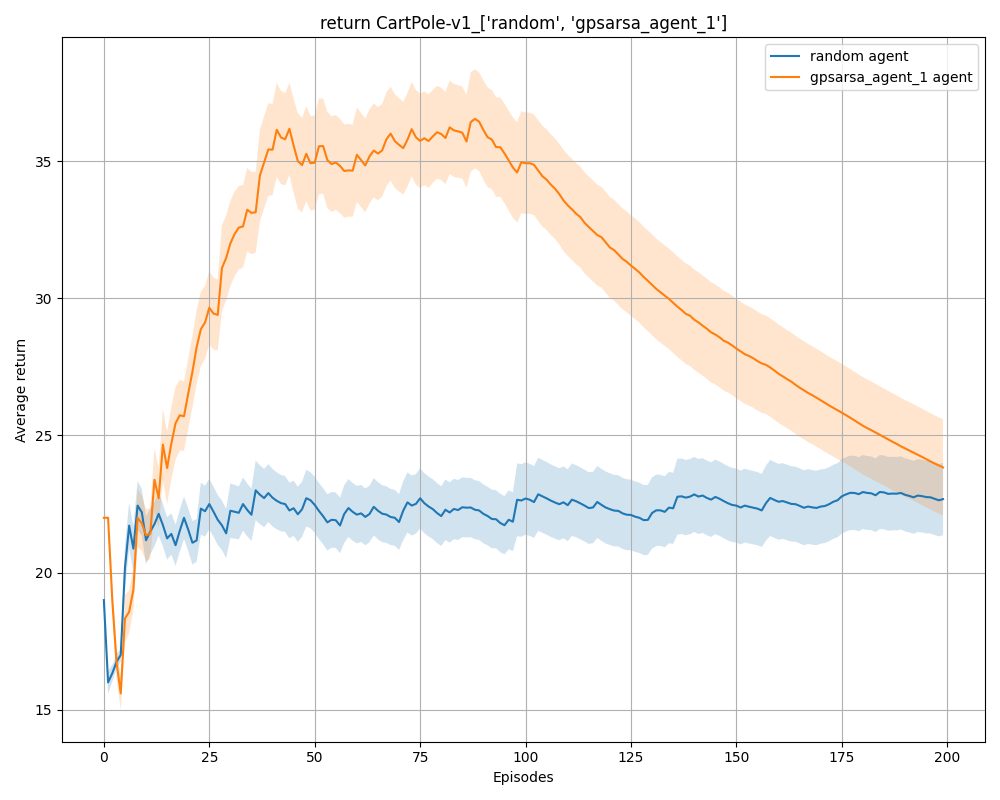 return CartPole-v1_['random', 'gpsarsa_agent_1']
random agent
gpsarsa_agent_1 agent
Average return
35
30
25
20
15
0 25 50 75 100 125 150 175 200
Episodes